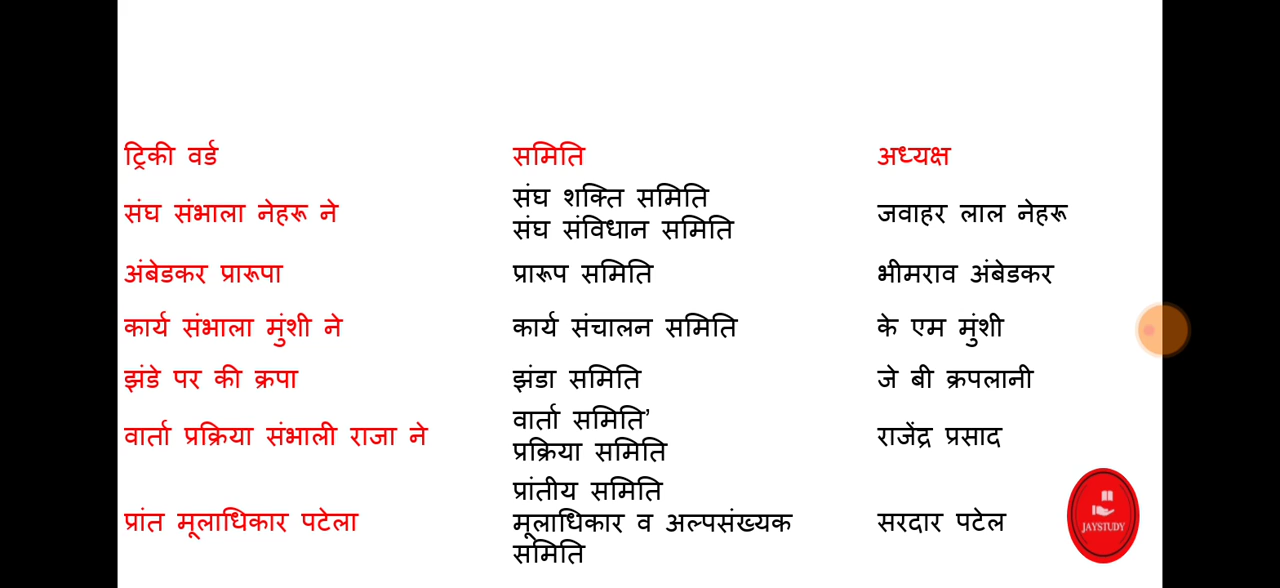 ट्रिकी वर्ड समिति अध्यक्ष
संघ संभाला नेहरू ने
संघ शक्ति समिति
संघ संविधान समिति
जवाहर लाल नेहरू
अंबेडकर प्रारूपा प्रारूप समिति भीमराव अंबेडकर
कार्य संभाला मुंशी ने कार्य संचालन समिति के एम मुंशी
झंडे पर की क्रपा झंडा समिति जे बी क्रपलानी
वार्ता प्रक्रिया संभाली राजा ने
वार्ता समिति’
प्रक्रिया समिति
राजेंद्र प्रसाद
प्रांत मूलाधिकार पटेला
प्रांतीय समिति
मूलाधिकार व अल्पसंख्यक
समिति
सरदार पटेल
JAYSTUDY